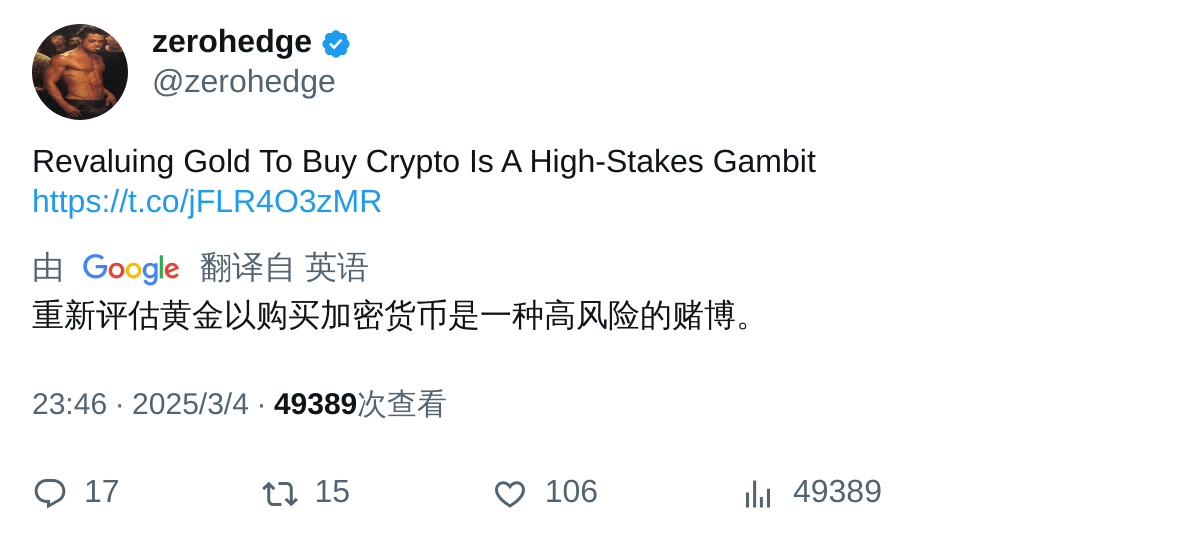 zerohedge
@zerohedge
Revaluing Gold To Buy Crypto Is A High-Stakes Gambit
https://t.co/jFLR4O3zMR
由 Google 翻译自 英语
重新评估黄金以购买加密货币是一种高风险的赌博。
23:46 · 2025/3/4 · 49389次查看
17 15 106 49389